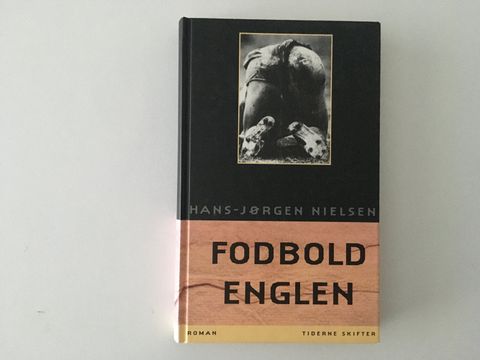 HANS-JØRGEN NIELSEN
FODBOLD
ENGLEN
ROMAN TIDERNE SKIFTER